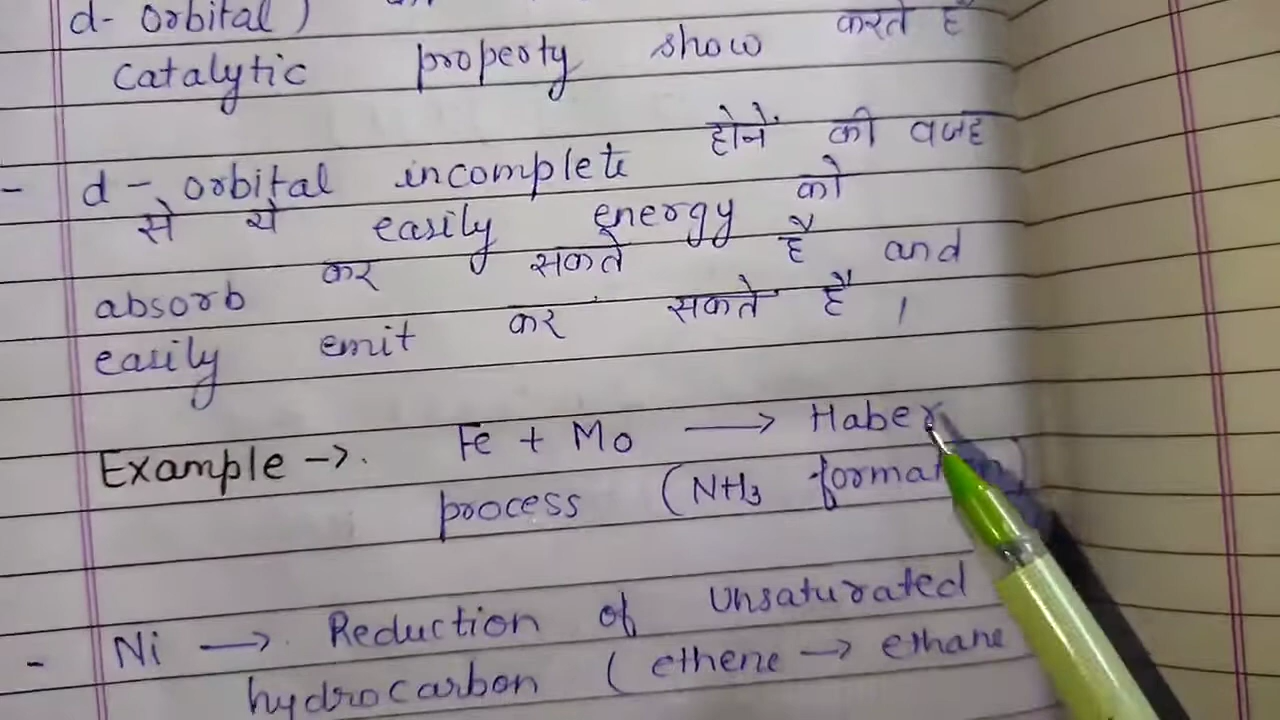 d- orbital)
catalytic property show करते है
- d - orbital incomplete होने की वजह
से ये easily energy को
absorb कर सकते है and
easily emit कर सकते है ।
Example →. Fe + Mo → Haber
process (NH3 formation)
- Ni →. Reduction of unsaturated
hydrocarbon ( ethene → ethane